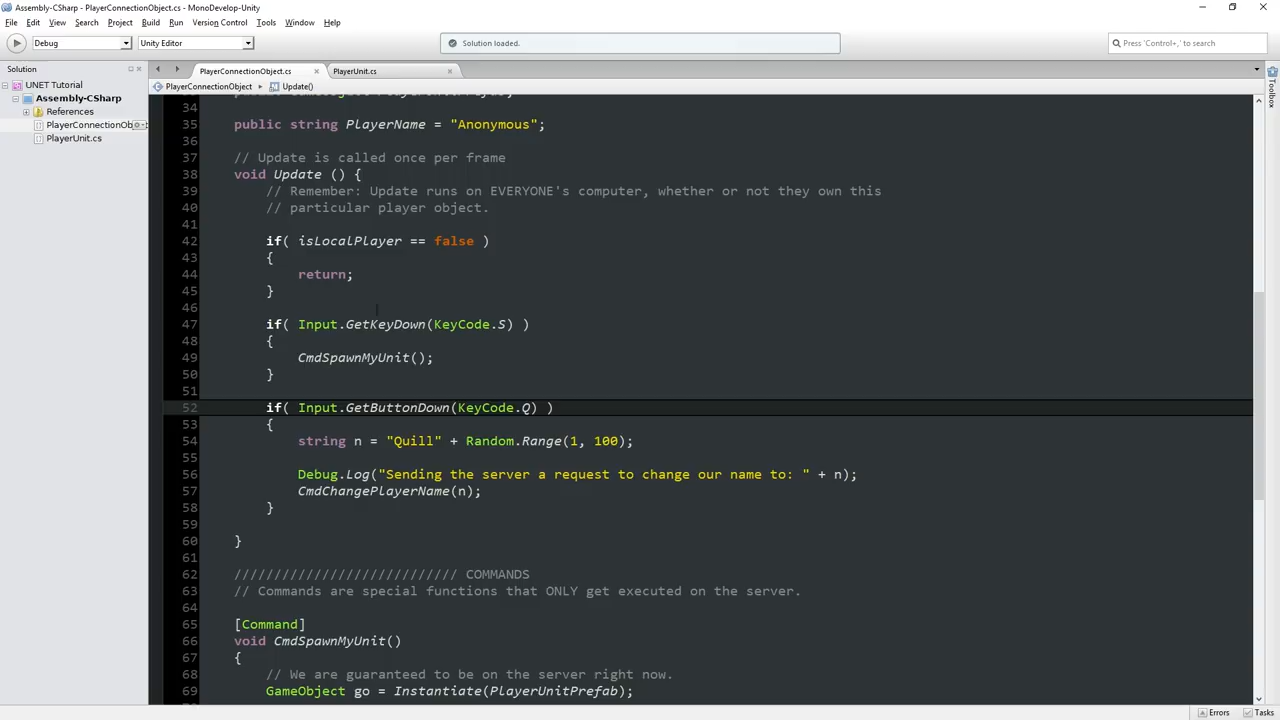 Assembly-CSharp - PlayerConnectionObject.cs - MonoDevelop-Unity
File Edit View Search Project Build Run Version Control Tools Window Help
Debug Unity Editor Solution loaded. Press 'Control+,' to search
Solution
UNET Tutorial
Assembly-CSharp
References
PlayerConnectionOb
PlayerUnit.cs
PlayerConnectionObject.cs PlayerUnit.cs
PlayerConnectionObject Update()
34
35 public string PlayerName = "Anonymous";
36
37 // Update is called once per frame
38 void Update () {
39 // Remember: Update runs on EVERYONE's computer, whether or not they own this
40 // particular player object.
41
42 if( isLocalPlayer == false )
43 {
44 return;
45 }
46
47 if( Input.GetKeyDown(KeyCode.S) )
48 {
49 CmdSpawnMyUnit();
50 }
51
52 if( Input.GetButtonDown(KeyCode.Q) )
53 {
54 string n = "Quill" + Random.Range(1, 100);
55
56 Debug.Log("Sending the server a request to change our name to: " + n);
57 CmdChangePlayerName(n);
58 }
59
60 }
61
62 //////////////////////////// COMMANDS
63 // Commands are special functions that ONLY get executed on the server.
64
65 [Command]
66 void CmdSpawnMyUnit()
67 {
68 // We are guaranteed to be on the server right now.
69 GameObject go = Instantiate(PlayerUnitPrefab);
Toolbox
Errors Tasks